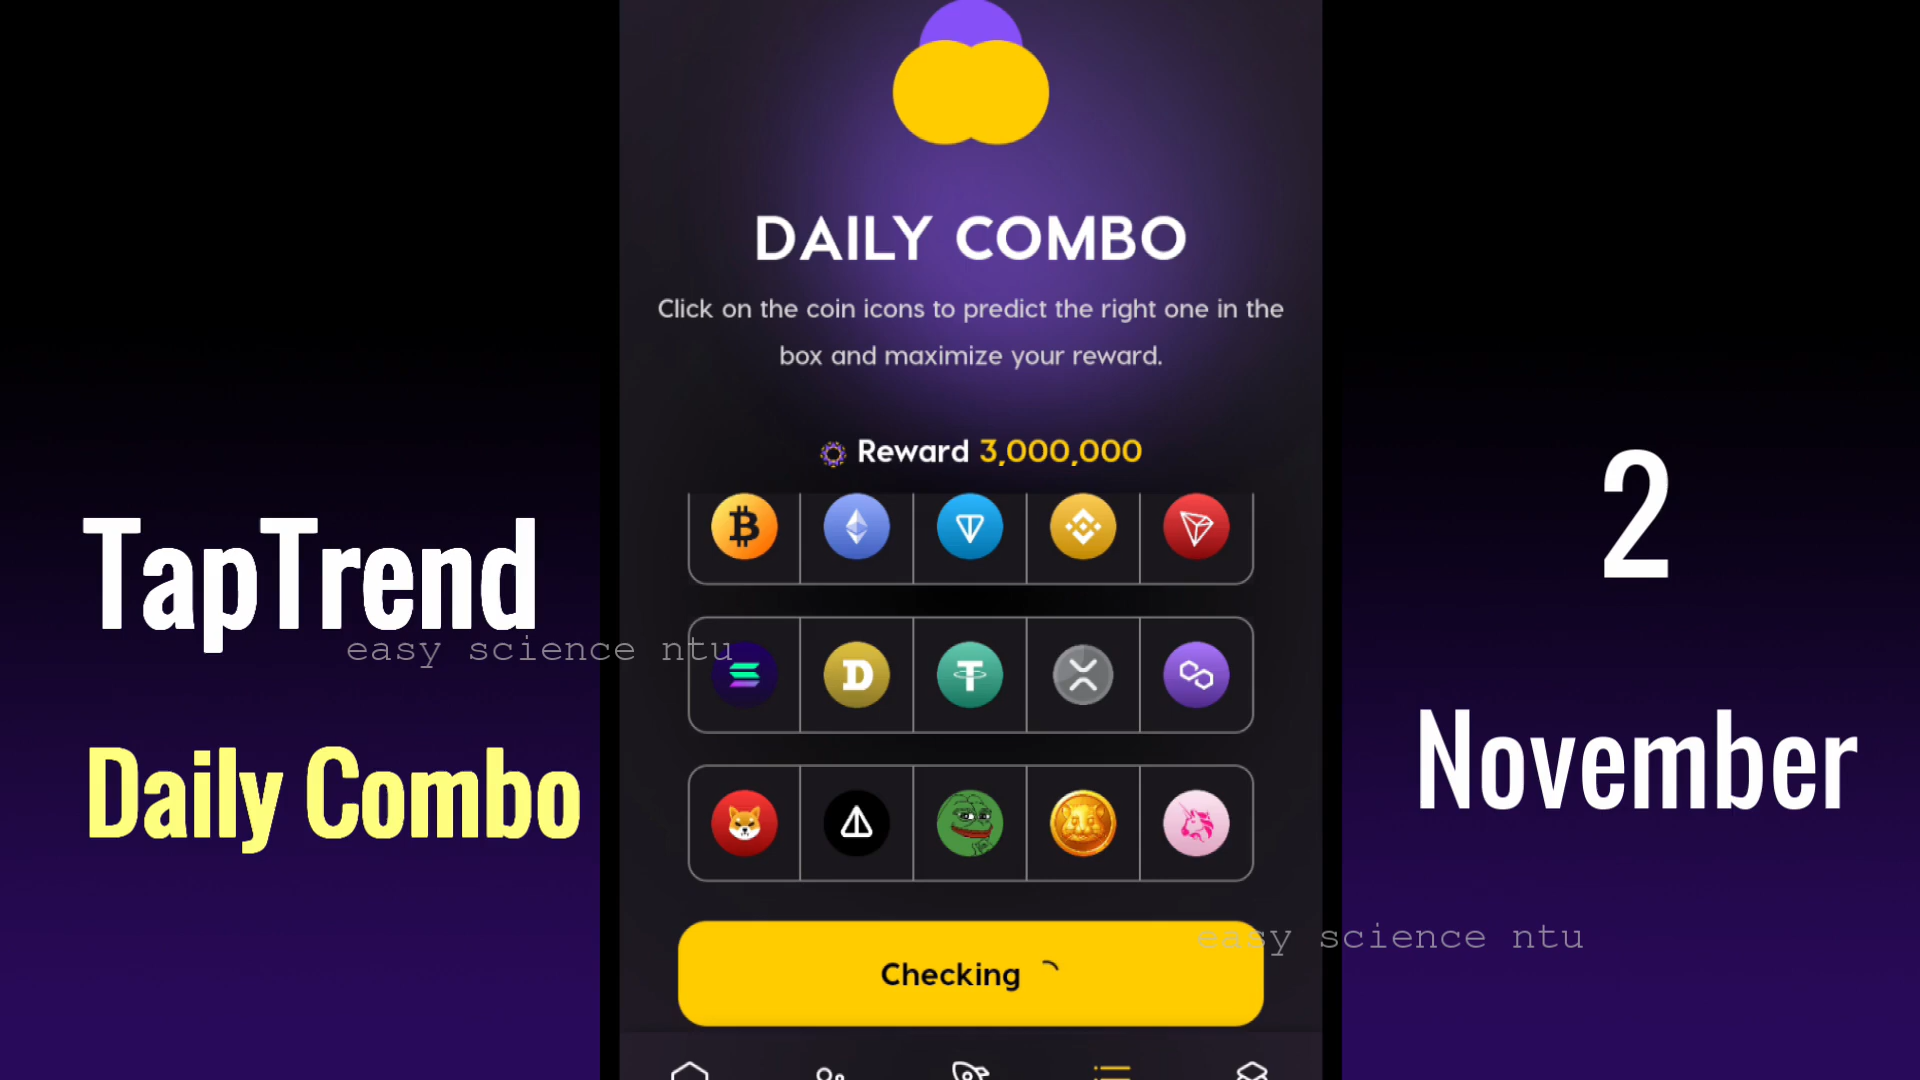 DAILY COMBO
Click on the coin icons to predict the right one in the
box and maximize your reward.
Reward 3,000,000
TapTrend
easy science ntu
Daily Combo
2
November
easy science ntu
Checking